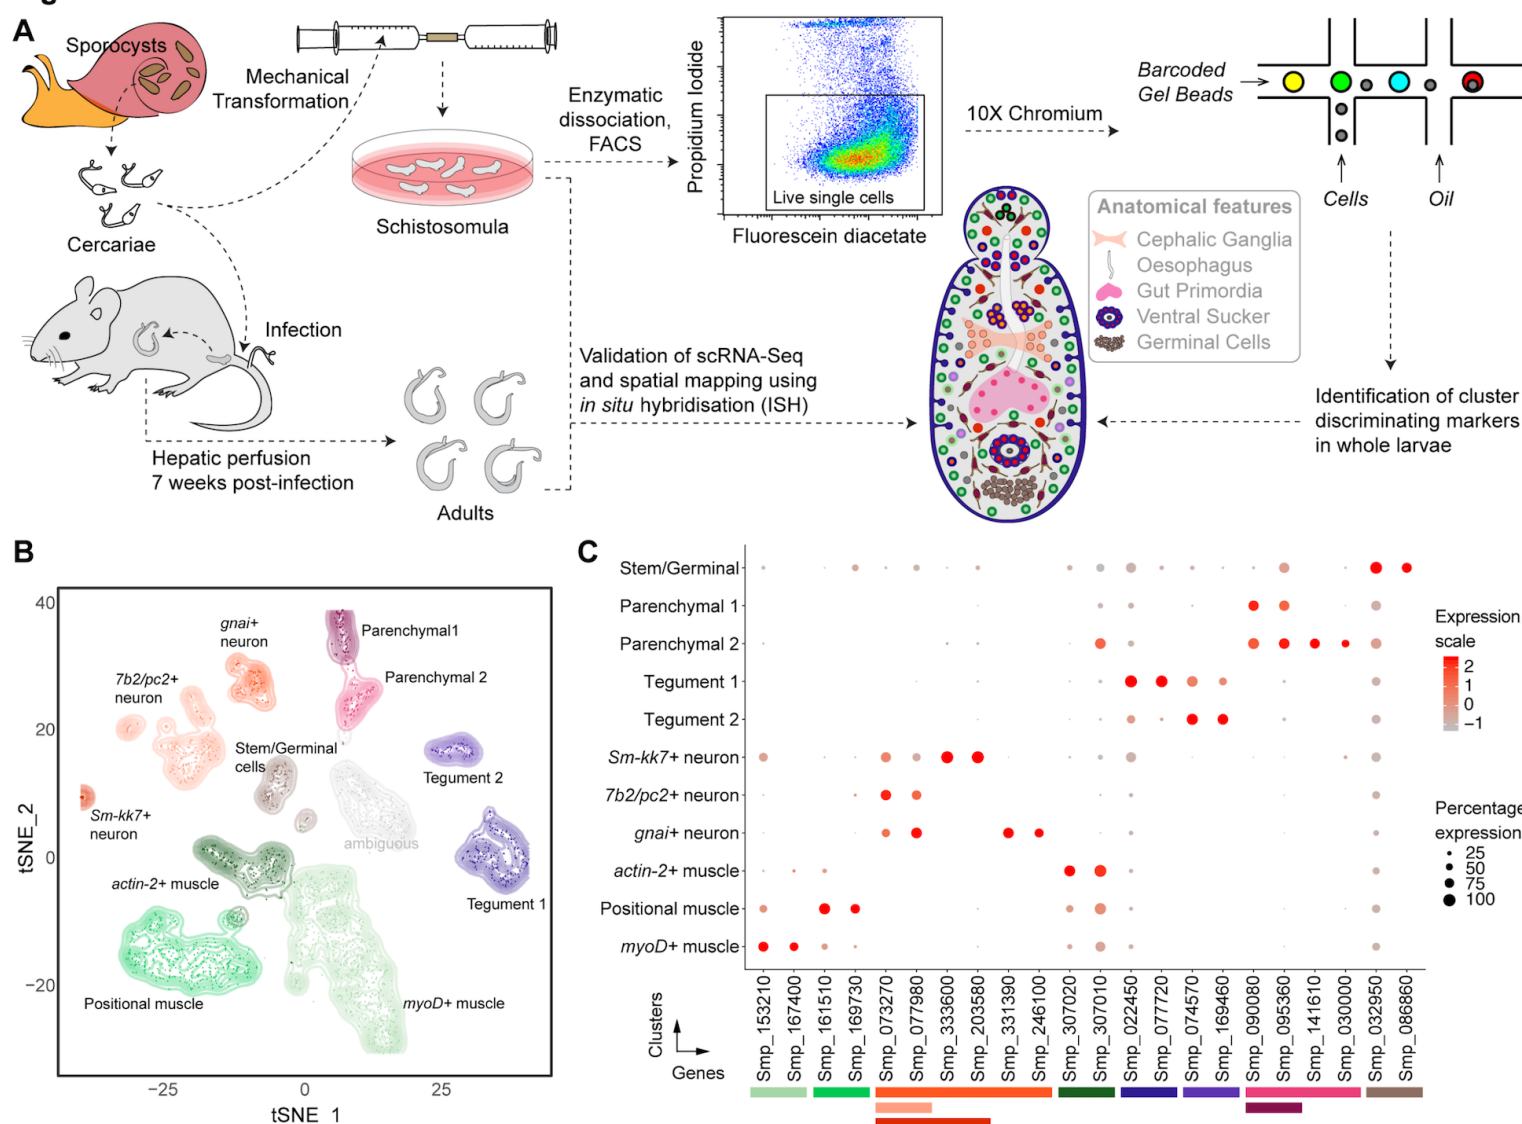 A
Sporocysts
Mechanical
Transformation
Cercariae
Schistosomula
Enzymatic
dissociation,
FACS
Propidium Iodide
Live single cells
Fluorescein diacetate
10X Chromium
Barcoded
Gel Beads
Cells
Oil
Anatomical features
Cephalic Ganglia
Oesophagus
Gut Primordia
Ventral Sucker
Germinal Cells
Infection
Hepatic perfusion
7 weeks post-infection
Adults
Validation of scRNA-Seq
and spatial mapping using
in situ hybridisation (ISH)
Identification of cluster
discriminating markers
in whole larvae
B
40
20
0
−20
−2
tSNE_2
−25
0
25
tSNE_1
gnai+
neuron
Parenchymal1
7b2/pc2+
neuron
Parenchymal 2
Stem/Germinal
cells
Tegument 2
Sm-kk7+
neuron
ambiguous
actin-2+ muscle
Tegument 1
Positional muscle
myoD+ muscle
C
Stem/Germinal
Parenchymal 1
Parenchymal 2
Tegument 1
Tegument 2
Sm-kk7+ neuron
7b2/pc2+ neuron
gnai+ neuron
actin-2+ muscle
Positional muscle
myoD+ muscle
Clusters
Genes
Smp_153210
Smp_167400
Smp_161510
Smp_169730
Smp_073270
Smp_077980
Smp_333600
Smp_203580
Smp_331390
Smp_246100
Smp_307020
Smp_307010
Smp_022450
Smp_077720
Smp_074570
Smp_169460
Smp_090080
Smp_095360
Smp_141610
Smp_030000
Smp_032950
Smp_086860
Expression
scale
2
1
0
−1
Percentage
expression
25
50
75
100